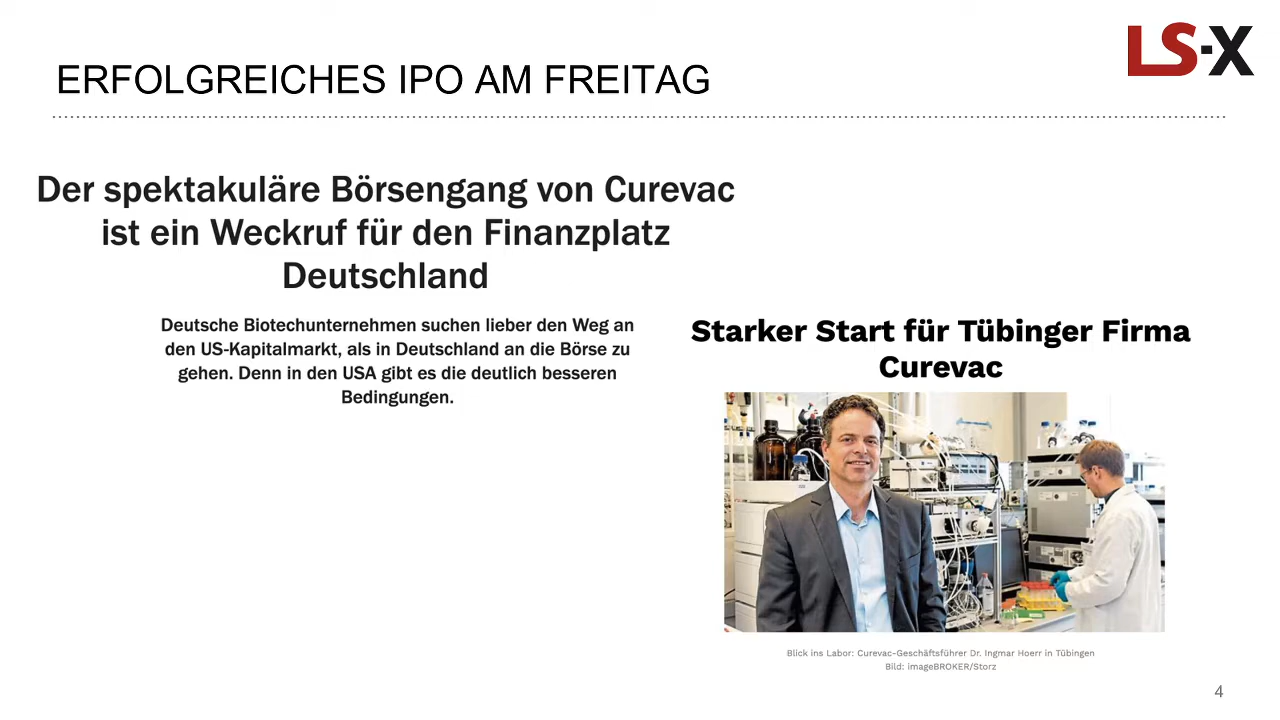 LS-X
ERFOLGREICHES IPO AM FREITAG
Der spektakuläre Börsengang von Curevac
ist ein Weckruf für den Finanzplatz
Deutschland
Deutsche Biotechunternehmen suchen lieber den Weg an
den US-Kapitalmarkt, als in Deutschland an die Börse zu
gehen. Denn in den USA gibt es die deutlich besseren
Bedingungen.
Starker Start für Tübinger Firma
Curevac
Blick ins Labor: Curevac-Geschäftsführer Dr. Ingmar Hoerr in Tübingen
Bild: imageBROKER/Storz
4